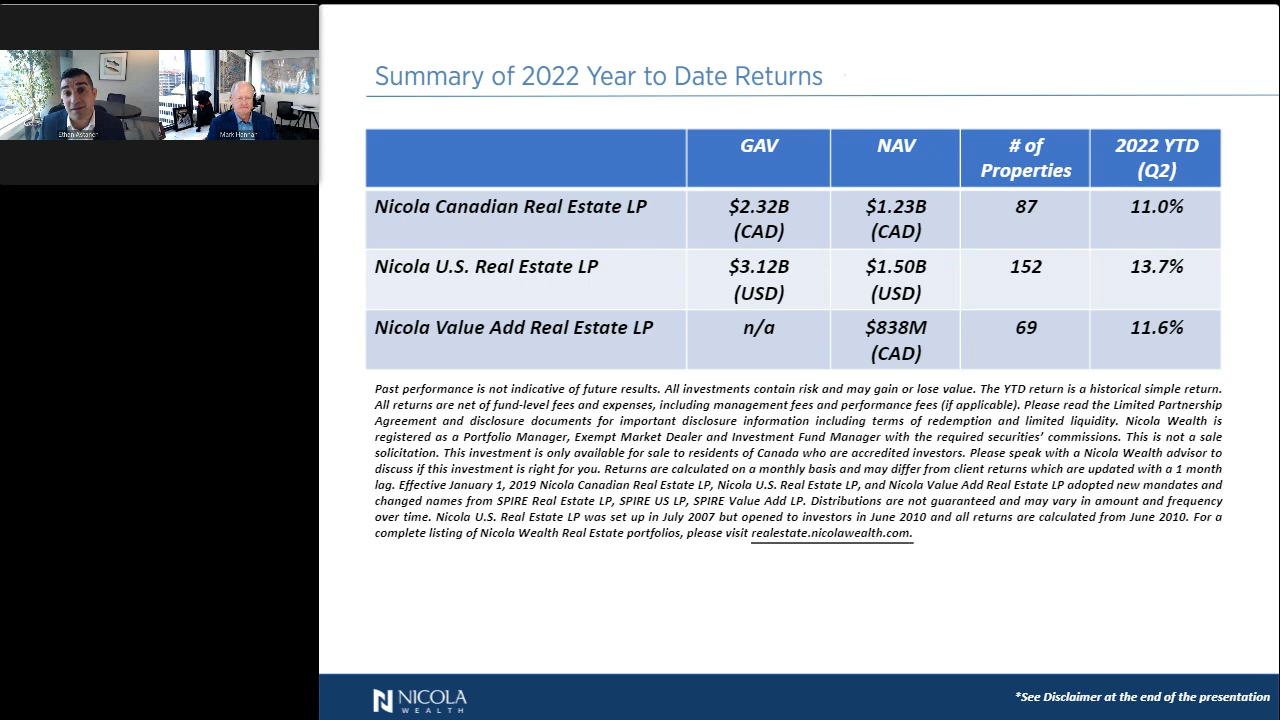 Ethan Astaneh
Mark Hannah
Summary of 2022 Year to Date Returns
GAV NAV # of Properties 2022 YTD (Q2)
Nicola Canadian Real Estate LP $2.32B (CAD) $1.23B (CAD) 87 11.0%
Nicola U.S. Real Estate LP $3.12B (USD) $1.50B (USD) 152 13.7%
Nicola Value Add Real Estate LP n/a $838M (CAD) 69 11.6%
Past performance is not indicative of future results. All investments contain risk and may gain or lose value. The YTD return is a historical simple return.
All returns are net of fund-level fees and expenses, including management fees and performance fees (if applicable). Please read the Limited Partnership
Agreement and disclosure documents for important disclosure information including terms of redemption and limited liquidity. Nicola Wealth is
registered as a Portfolio Manager, Exempt Market Dealer and Investment Fund Manager with the required securities’ commissions. This is not a sale
solicitation. This investment is only available for sale to residents of Canada who are accredited investors. Please speak with a Nicola Wealth advisor to
discuss if this investment is right for you. Returns are calculated on a monthly basis and may differ from client returns which are updated with a 1 month
lag. Effective January 1, 2019 Nicola Canadian Real Estate LP, Nicola U.S. Real Estate LP, and Nicola Value Add Real Estate LP adopted new mandates and
changed names from SPIRE Real Estate LP, SPIRE US LP, SPIRE Value Add LP. Distributions are not guaranteed and may vary in amount and frequency
over time. Nicola U.S. Real Estate LP was set up in July 2007 but opened to investors in June 2010 and all returns are calculated from June 2010. For a
complete listing of Nicola Wealth Real Estate portfolios, please visit realestate.nicolawealth.com.
NICOLA
WEALTH
*See Disclaimer at the end of the presentation